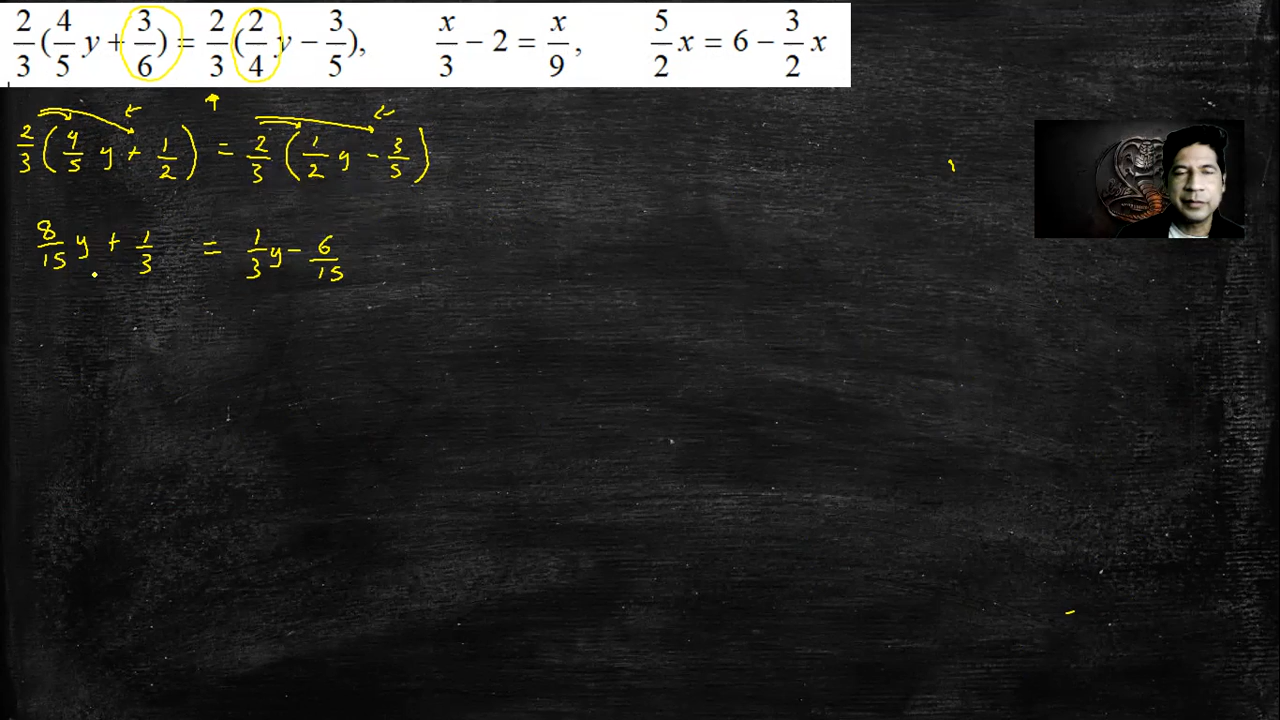 2/3(4/5 y + 3/6) = 2/3(2/4 y − 3/5), x/3 − 2 = x/9, 5/2 x = 6 − 3/2 x
2/3 (4/5 y + 1/2) = 2/3 (1/2 y − 3/5)
8/15 y + 1/3 = 1/3 y − 6/15